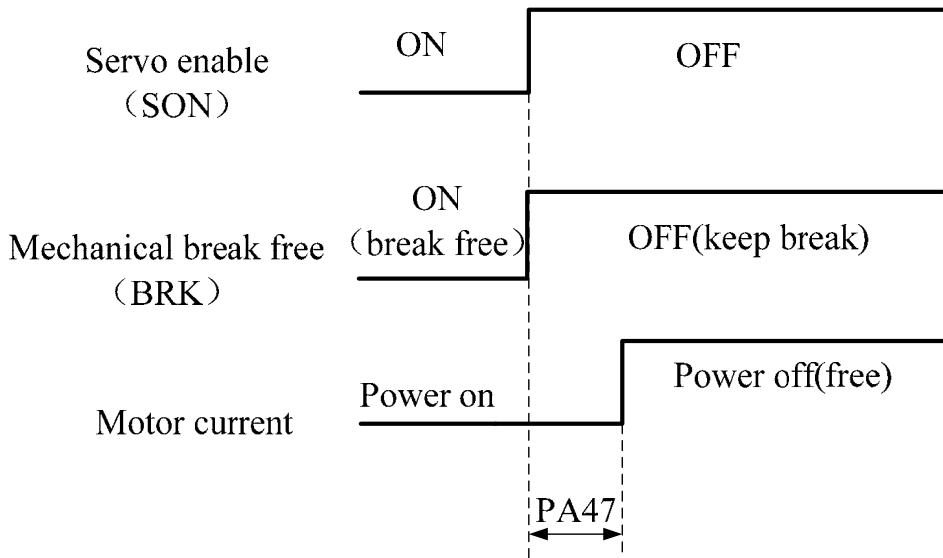 Servo enable
（SON）
ON
OFF
Mechanical break free
（BRK）
ON
（break free）
OFF(keep break)
Motor current
Power on
Power off(free)
PA47